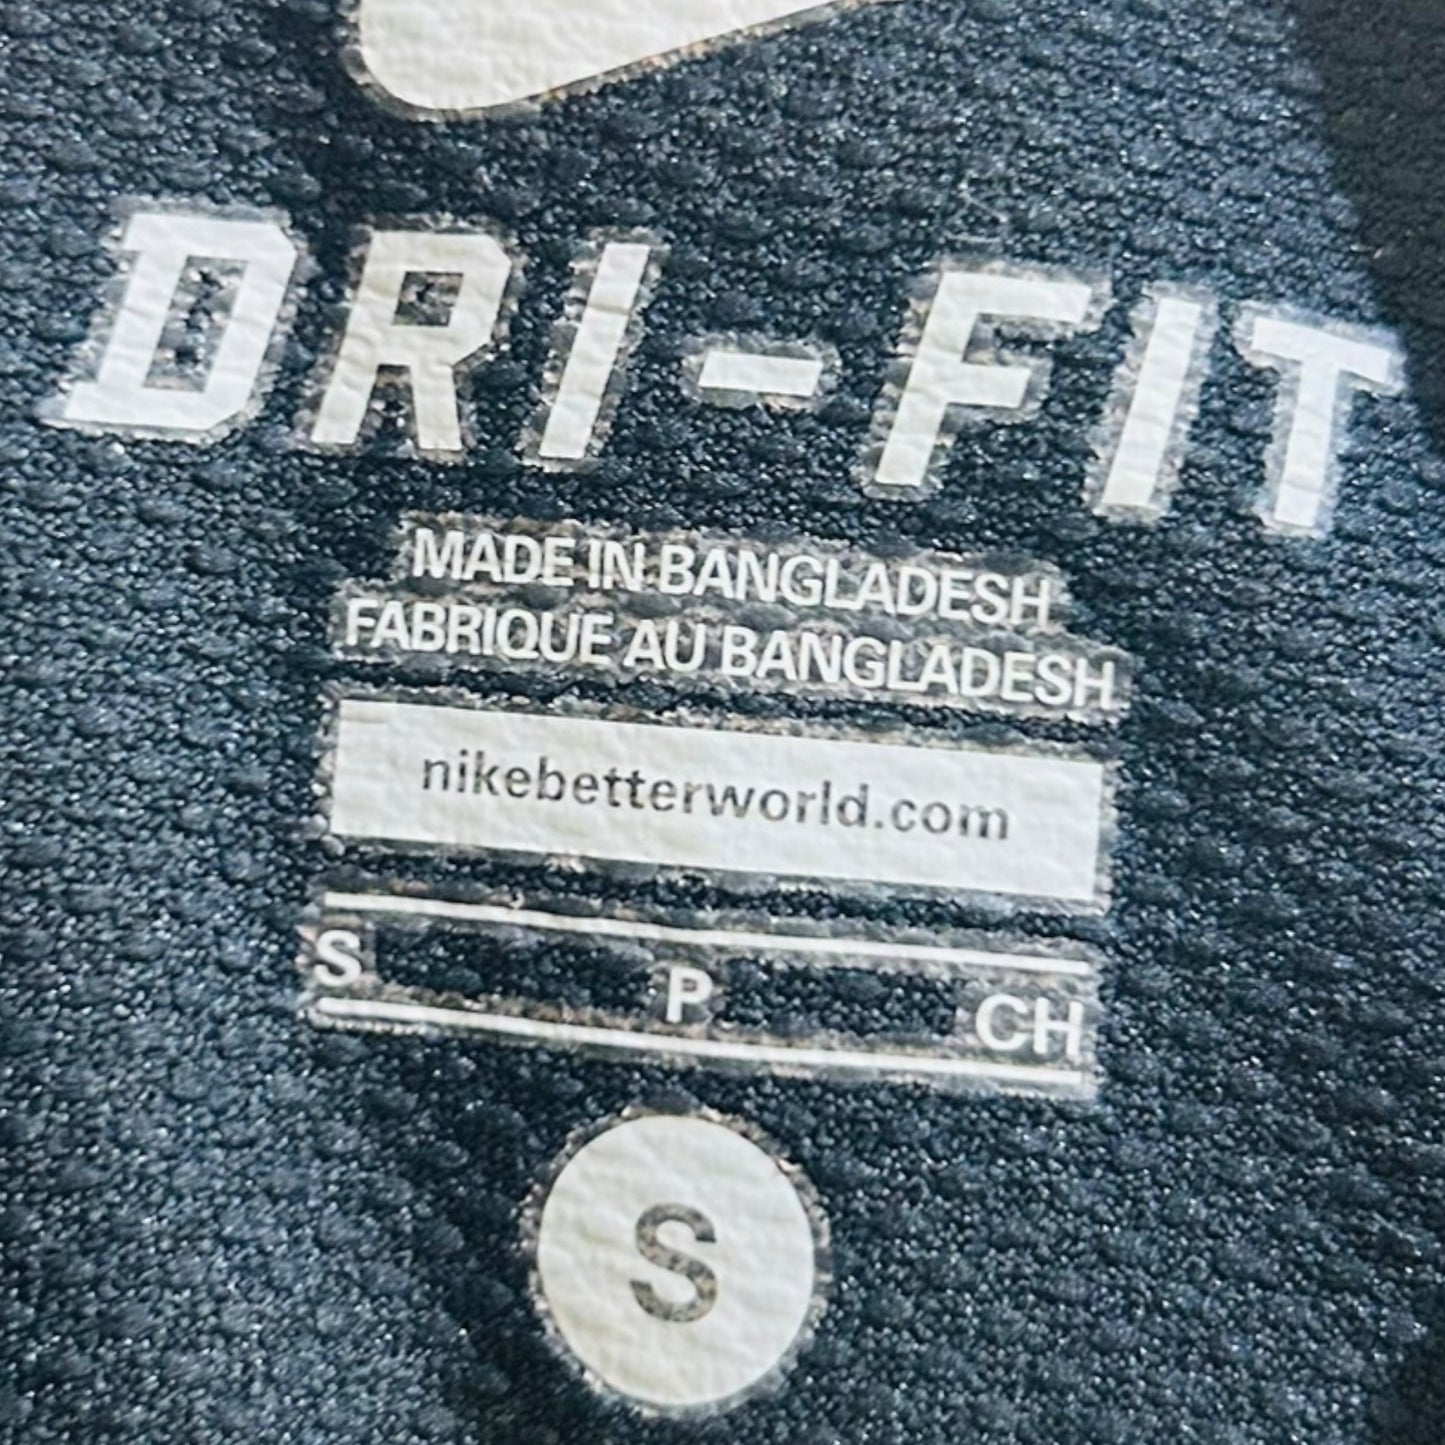 DRI-FIT
MADE IN BANGLADESH
FABRIQUE AU BANGLADESH
nikebetterworld.com
S P CH
S